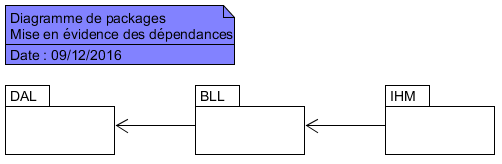 Diagramme de packages
Mise en évidence des dépendances
Date : 09/12/2016
DAL
BLL
IHM